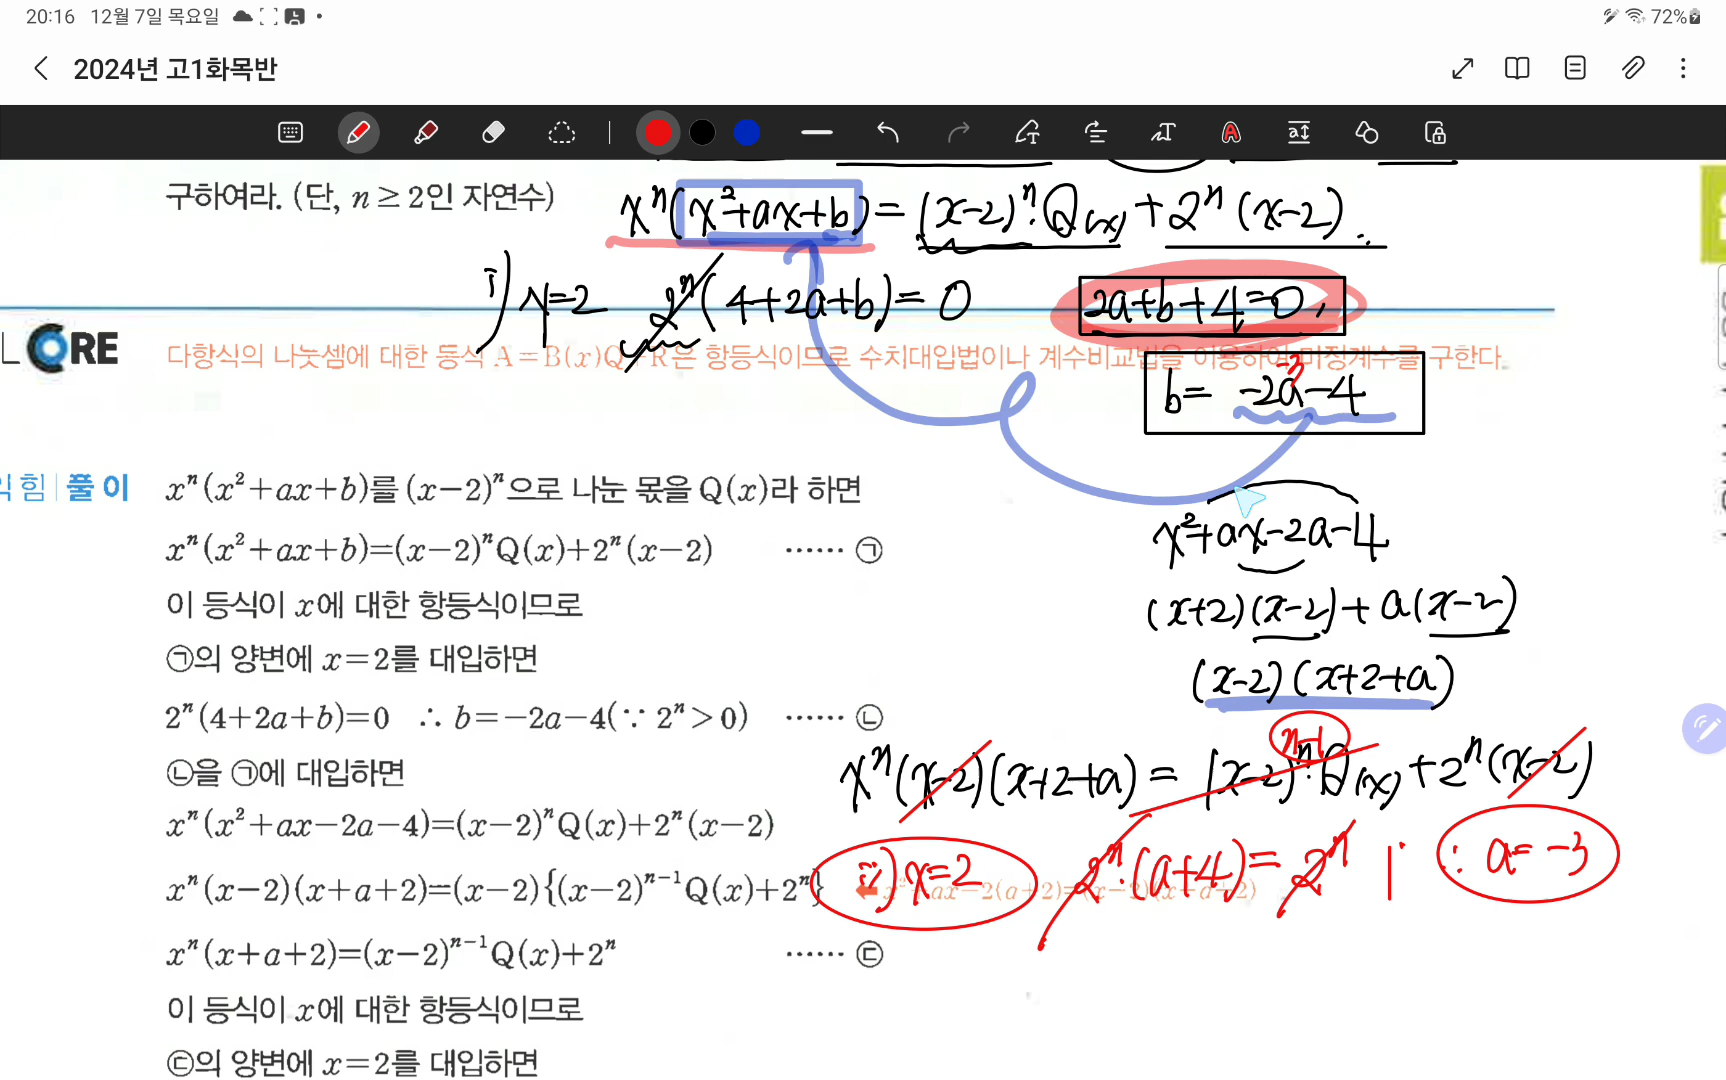 20:16 12월 7일 목요일
72%
2024년 고1화목반
구하여라. (단, n ≥ 2인 자연수)
xⁿ(x²+ax+b) = (x-2)ⁿ·Q(x) + 2ⁿ(x-2).
i) x=2 2ⁿ(4+2a+b)=0 2a+b+4=0,
L CORE
다항식의 나눗셈에 대한 등식 A=B(x)Q+R은 항등식이므로 수치대입법이나 계수비교법을 이용하여 미정계수를 구한다.
-3
b= -2a-4
익힘 | 풀이
xⁿ(x²+ax+b)를 (x-2)ⁿ으로 나눈 몫을 Q(x)라 하면
xⁿ(x²+ax+b)=(x-2)ⁿQ(x)+2ⁿ(x-2) …… ㉠
x²+ax-2a-4
이 등식이 x에 대한 항등식이므로
(x+2)(x-2)+a(x-2)
㉠의 양변에 x=2를 대입하면
(x-2)(x+2+a)
2ⁿ(4+2a+b)=0 ∴ b=-2a-4(∵ 2ⁿ>0) …… ㉡
n-1
㉡을 ㉠에 대입하면
xⁿ(x-2)(x+2+a) = (x-2)ⁿ·Q(x)+2ⁿ(x-2)
xⁿ(x²+ax-2a-4)=(x-2)ⁿQ(x)+2ⁿ(x-2)
ii) x=2 2ⁿ·(a+4)=2ⁿ 1 ∴ a=-3
xⁿ(x-2)(x+a+2)=(x-2){(x-2)ⁿ⁻¹Q(x)+2ⁿ}
xⁿ(x+a+2)=(x-2)ⁿ⁻¹Q(x)+2ⁿ …… ㉢
이 등식이 x에 대한 항등식이므로
㉢의 양변에 x=2를 대입하면